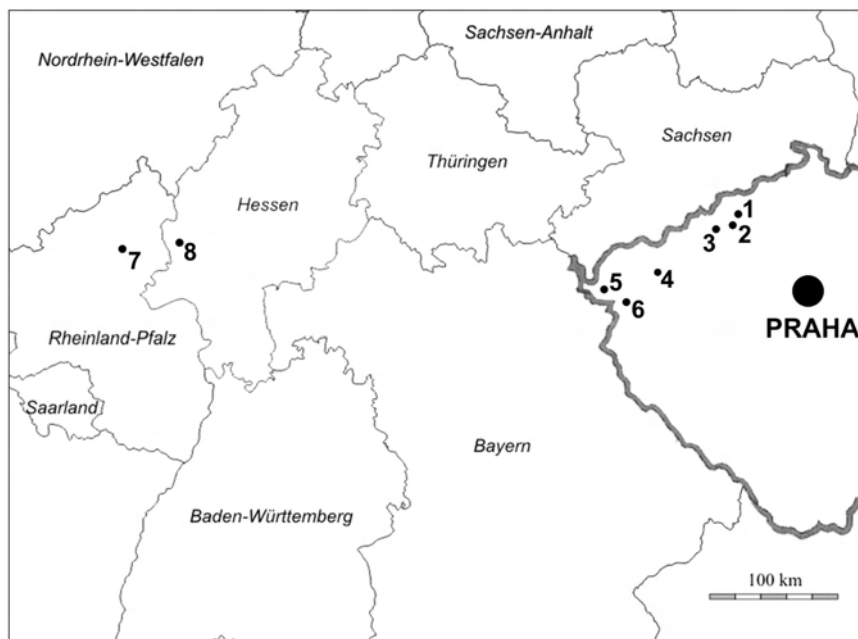 Sachsen-Anhalt
Nordrhein-Westfalen
Sachsen
Thüringen
Hessen
1
2
3
4
5
6
7
8
PRAHA
Rheinland-Pfalz
Saarland
Bayern
Baden-Württemberg
100 km